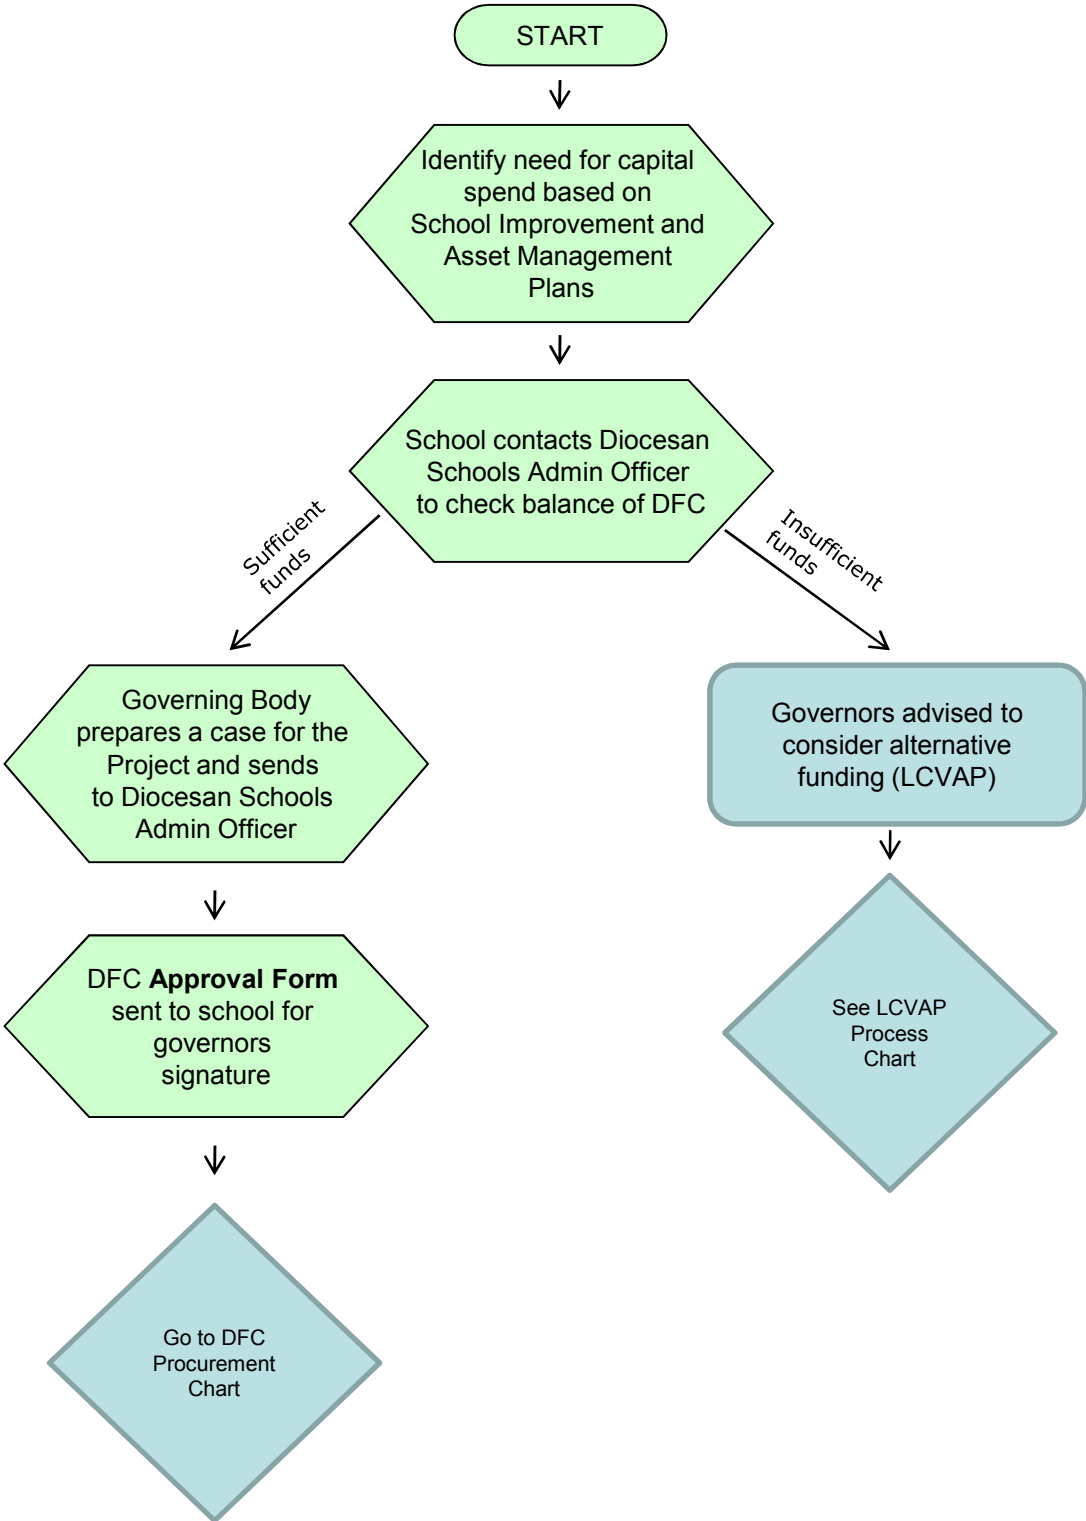 START
Identify need for capital
spend based on
School Improvement and
Asset Management
Plans
School contacts Diocesan
Schools Admin Officer
to check balance of DFC
Sufficient
funds
Insufficient
funds
Governing Body
prepares a case for the
Project and sends
to Diocesan Schools
Admin Officer
Governors advised to
consider alternative
funding (LCVAP)
DFC Approval Form
sent to school for
governors
signature
See LCVAP
Process
Chart
Go to DFC
Procurement
Chart